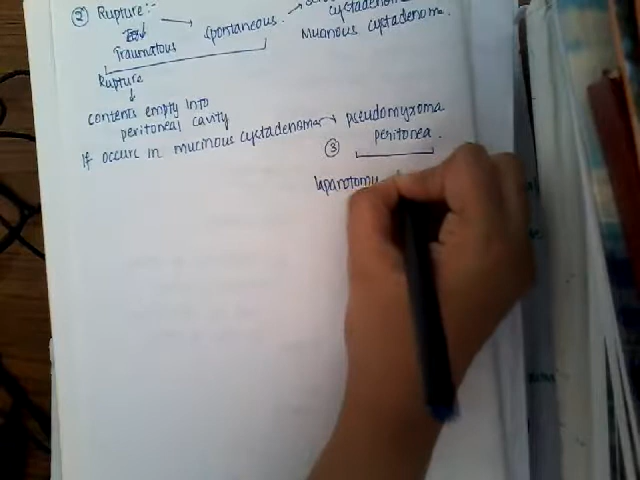 ② Rupture:-
Traumatous
Spontaneous.
cystadenoma
Mucinous cystadenoma.
Rupture
contents empty into
peritoneal cavity
If occurs in mucinous cystadenoma → pseudomyxoma
peritonea.
③
laparotomy